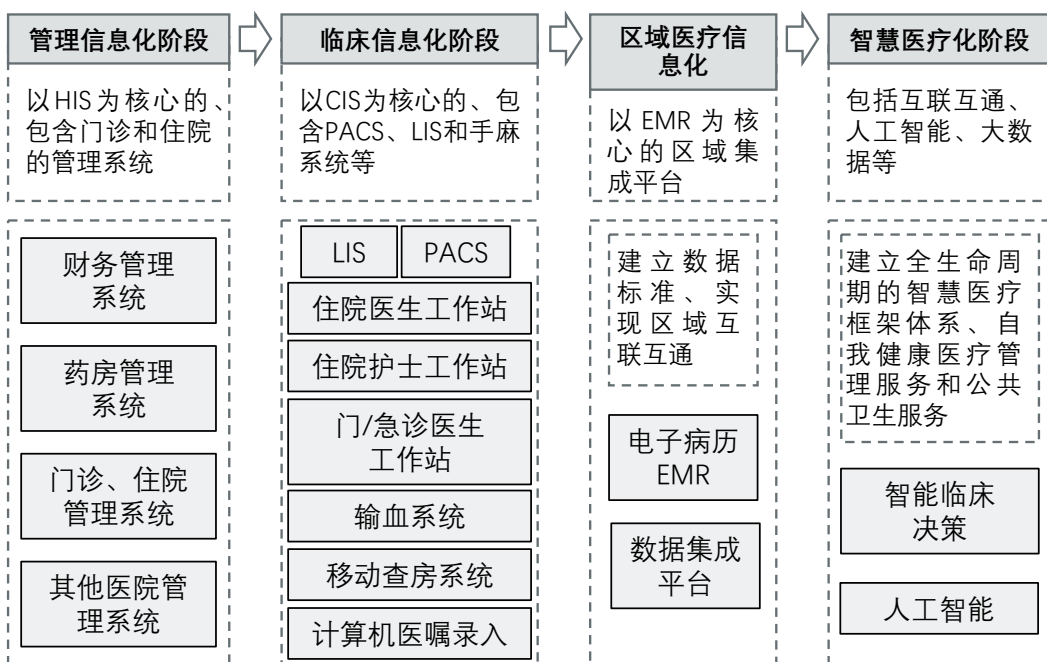 管理信息化阶段
以HIS为核心的、
包含门诊和住院
的管理系统
财务管理
系统
药房管理
系统
门诊、住院
管理系统
其他医院管
理系统
临床信息化阶段
以CIS为核心的、包
含PACS、LIS和手麻
系统等
LIS
PACS
住院医生工作站
住院护士工作站
门/急诊医生
工作站
输血系统
移动查房系统
计算机医嘱录入
区域医疗信
息化
以EMR为核
心的区域集
成平台
建立数据
标准、实
现区域互
联互通
电子病历
EMR
数据集成
平台
智慧医疗化阶段
包括互联互通、
人工智能、大数
据等
建立全生命周
期的智慧医疗
框架体系、自
我健康医疗管
理服务和公共
卫生服务
智能临床
决策
人工智能